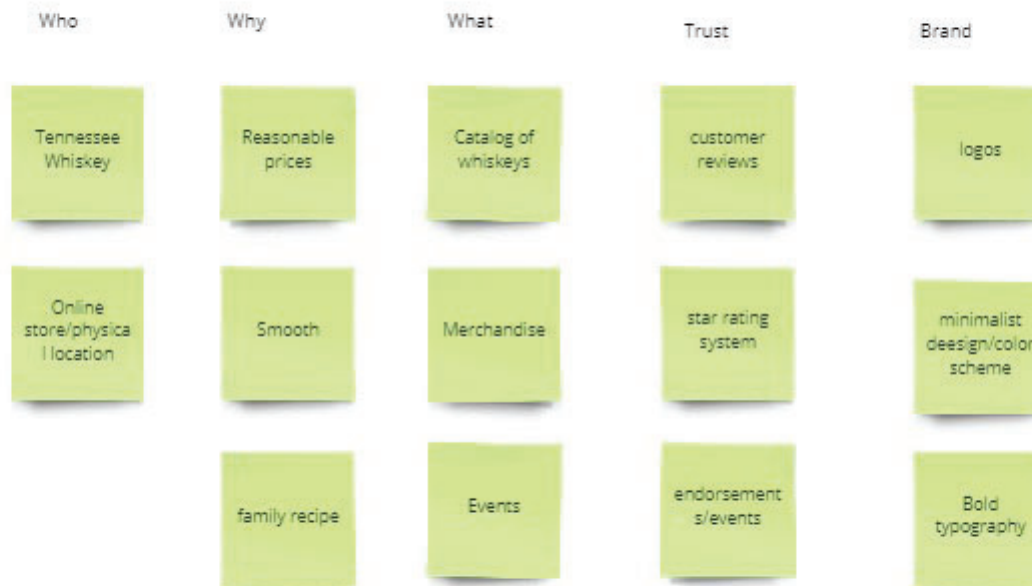 Who
Why
What
Trust
Brand
Tennessee
Whiskey
Reasonable
prices
Catalog of
whiskeys
customer
reviews
logos
Online
store/physica
l location
Smooth
Merchandise
star rating
system
minimalist
deesign/color
scheme
family recipe
Events
endorsement
s/events
Bold
typography